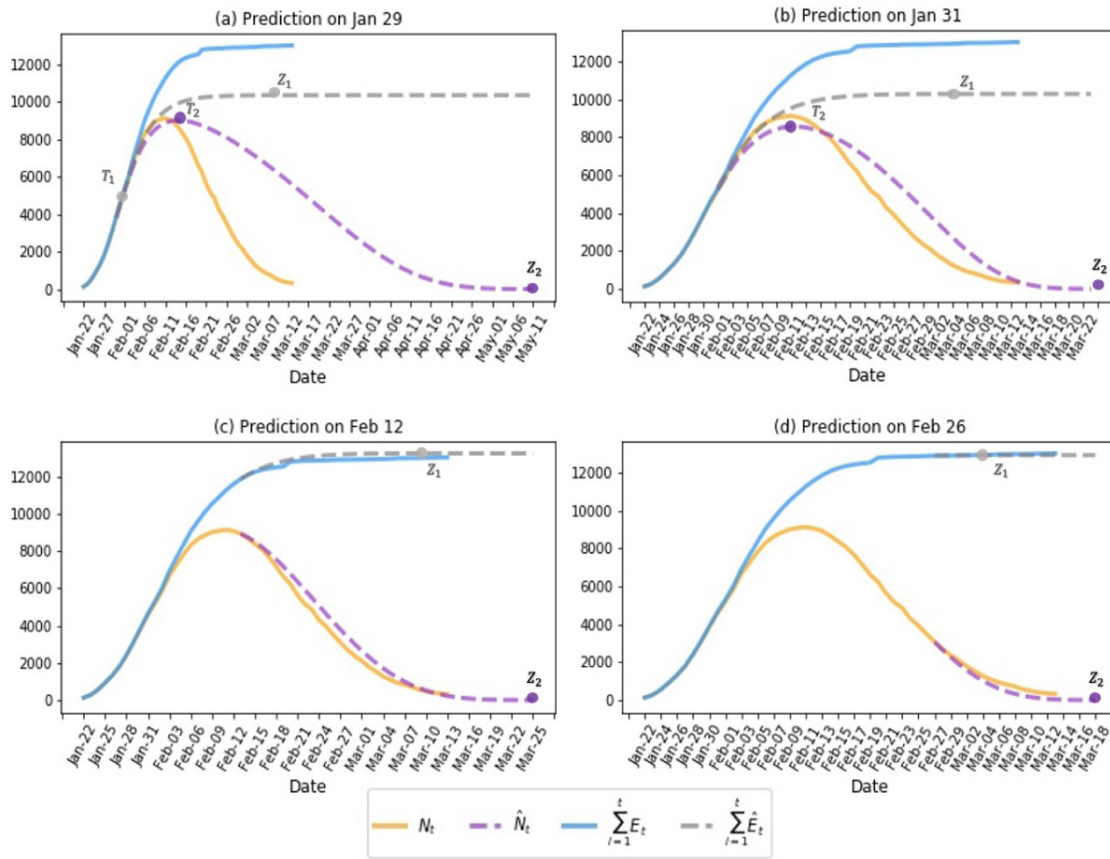 (a) Prediction on Jan 29
12000
10000
8000
6000
4000
2000
0
T₁
T₂
Z₁
Z₂
Jan-22
Jan-27
Feb-01
Feb-06
Feb-11
Feb-16
Feb-21
Feb-26
Mar-02
Mar-07
Mar-12
Mar-17
Mar-22
Mar-27
Apr-01
Apr-06
Apr-11
Apr-16
Apr-26
Apr-26
May-01
May-06
May-11
Date
(b) Prediction on Jan 31
12000
10000
8000
6000
4000
2000
0
T₂
Z₁
Z₂
Jan-22
Jan-24
Jan-26
Jan-28
Jan-30
Feb-01
Feb-03
Feb-05
Feb-07
Feb-09
Feb-11
Feb-13
Feb-15
Feb-17
Feb-19
Feb-21
Feb-23
Feb-25
Feb-27
Feb-29
Mar-02
Mar-04
Mar-06
Mar-08
Mar-10
Mar-12
Mar-14
Mar-16
Mar-18
Mar-20
Mar-22
Date
(c) Prediction on Feb 12
12000
10000
8000
6000
4000
2000
0
Z₁
Z₂
Jan-22
Jan-25
Jan-28
Jan-31
Feb-03
Feb-06
Feb-09
Feb-12
Feb-15
Feb-18
Feb-21
Feb-24
Feb-27
Mar-01
Mar-04
Mar-07
Mar-10
Mar-13
Mar-16
Mar-19
Mar-22
Mar-25
Date
(d) Prediction on Feb 26
12000
10000
8000
6000
4000
2000
0
Z₁
Z₂
Jan-22
Jan-24
Jan-26
Jan-28
Jan-30
Feb-01
Feb-03
Feb-05
Feb-07
Feb-09
Feb-11
Feb-13
Feb-15
Feb-17
Feb-19
Feb-21
Feb-23
Feb-25
Feb-27
Feb-29
Mar-02
Mar-04
Mar-06
Mar-08
Mar-10
Mar-12
Mar-14
Mar-16
Mar-18
Date
Nₜ
N̂ₜ
∑ᵗₗ₌₁ Eₜ
∑ᵗₗ₌₁ Êₜ